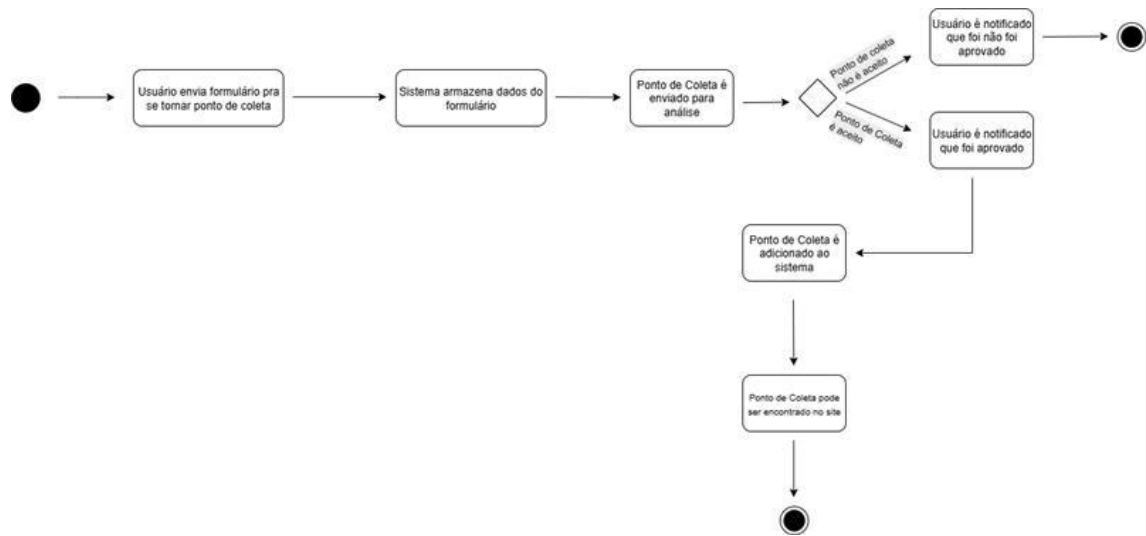 Usuário envia formulário pra
se tornar ponto de coleta
Sistema armazena dados do
formulário
Ponto de Coleta é
enviado para
análise
Ponto de coleta
não é aceito
Ponto de Coleta
é aceito
Usuário é notificado
que foi não foi
aprovado
Usuário é notificado
que foi aprovado
Ponto de Coleta é
adicionado ao
sistema
Ponto de Coleta pode
ser encontrado no site